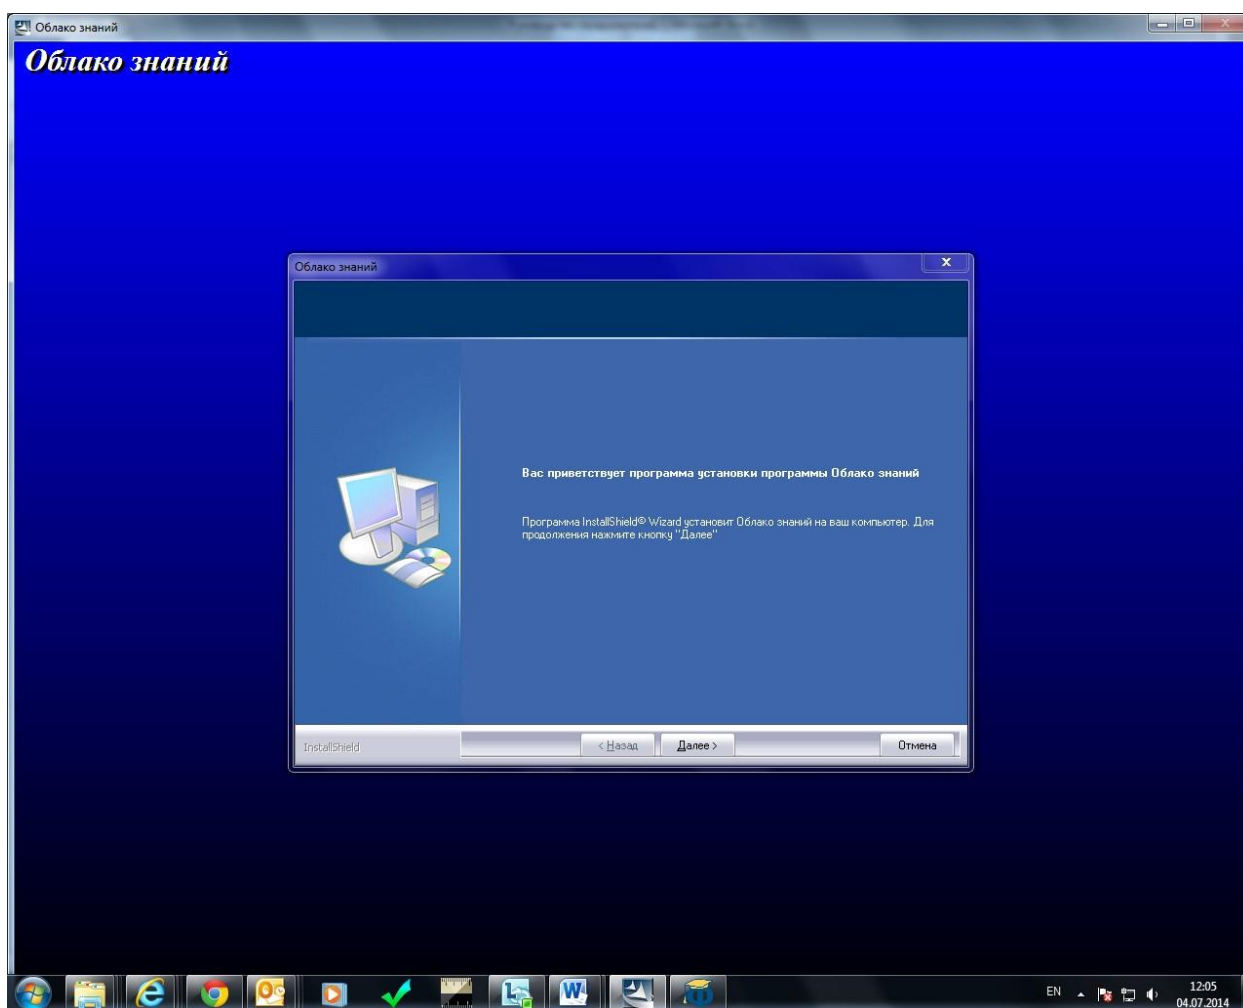 Облако знаний
Облако знаний
Облако знаний
Вас приветствует программа установки программы Облако знаний
Программа InstallShield® Wizard установит Облако знаний на ваш компьютер. Для
продолжения нажмите кнопку "Далее"
InstallShield
< Назад
Далее >
Отмена
EN
12:05
04.07.2014